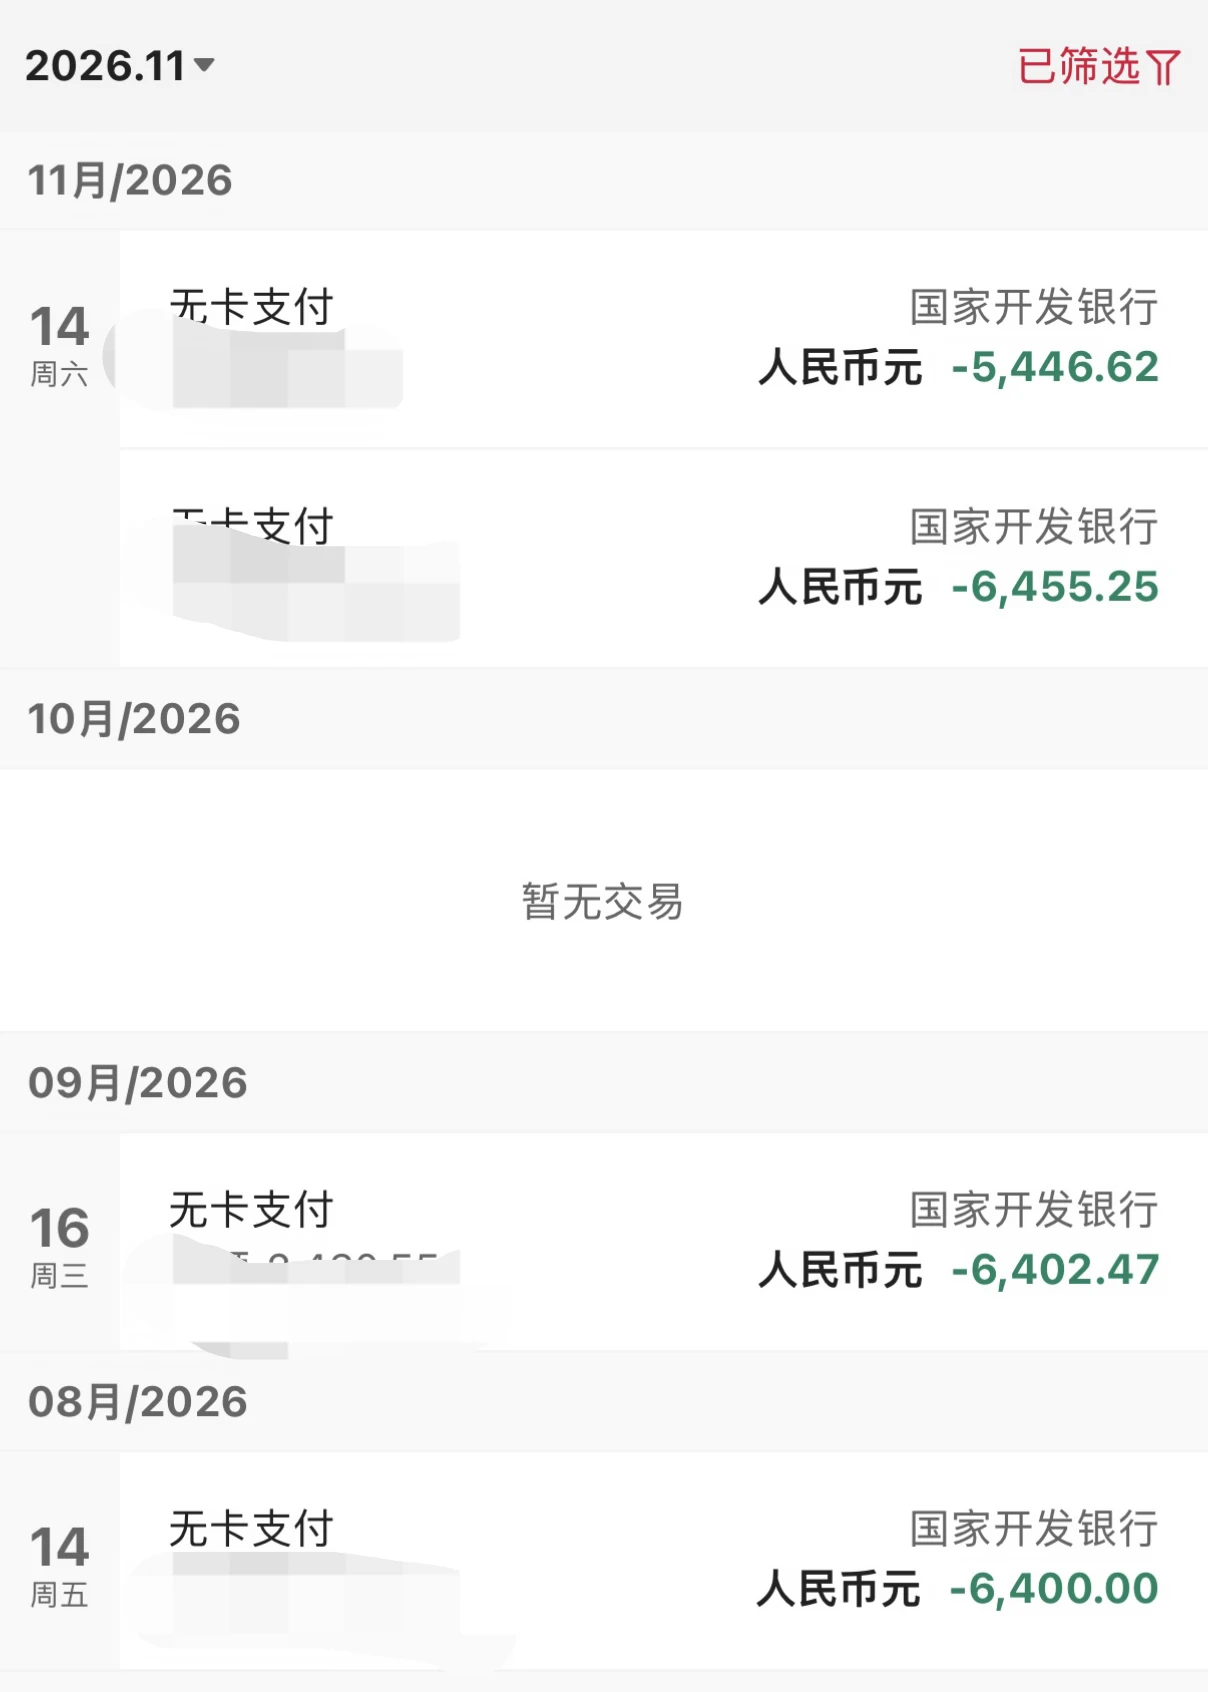 2026.11
已筛选
11月/2026
14
周六
无卡支付
国家开发银行
人民币元 -5,446.62
无卡支付
国家开发银行
人民币元 -6,455.25
10月/2026
暂无交易
09月/2026
16
周三
无卡支付
国家开发银行
人民币元 -6,402.47
08月/2026
14
周五
无卡支付
国家开发银行
人民币元 -6,400.00